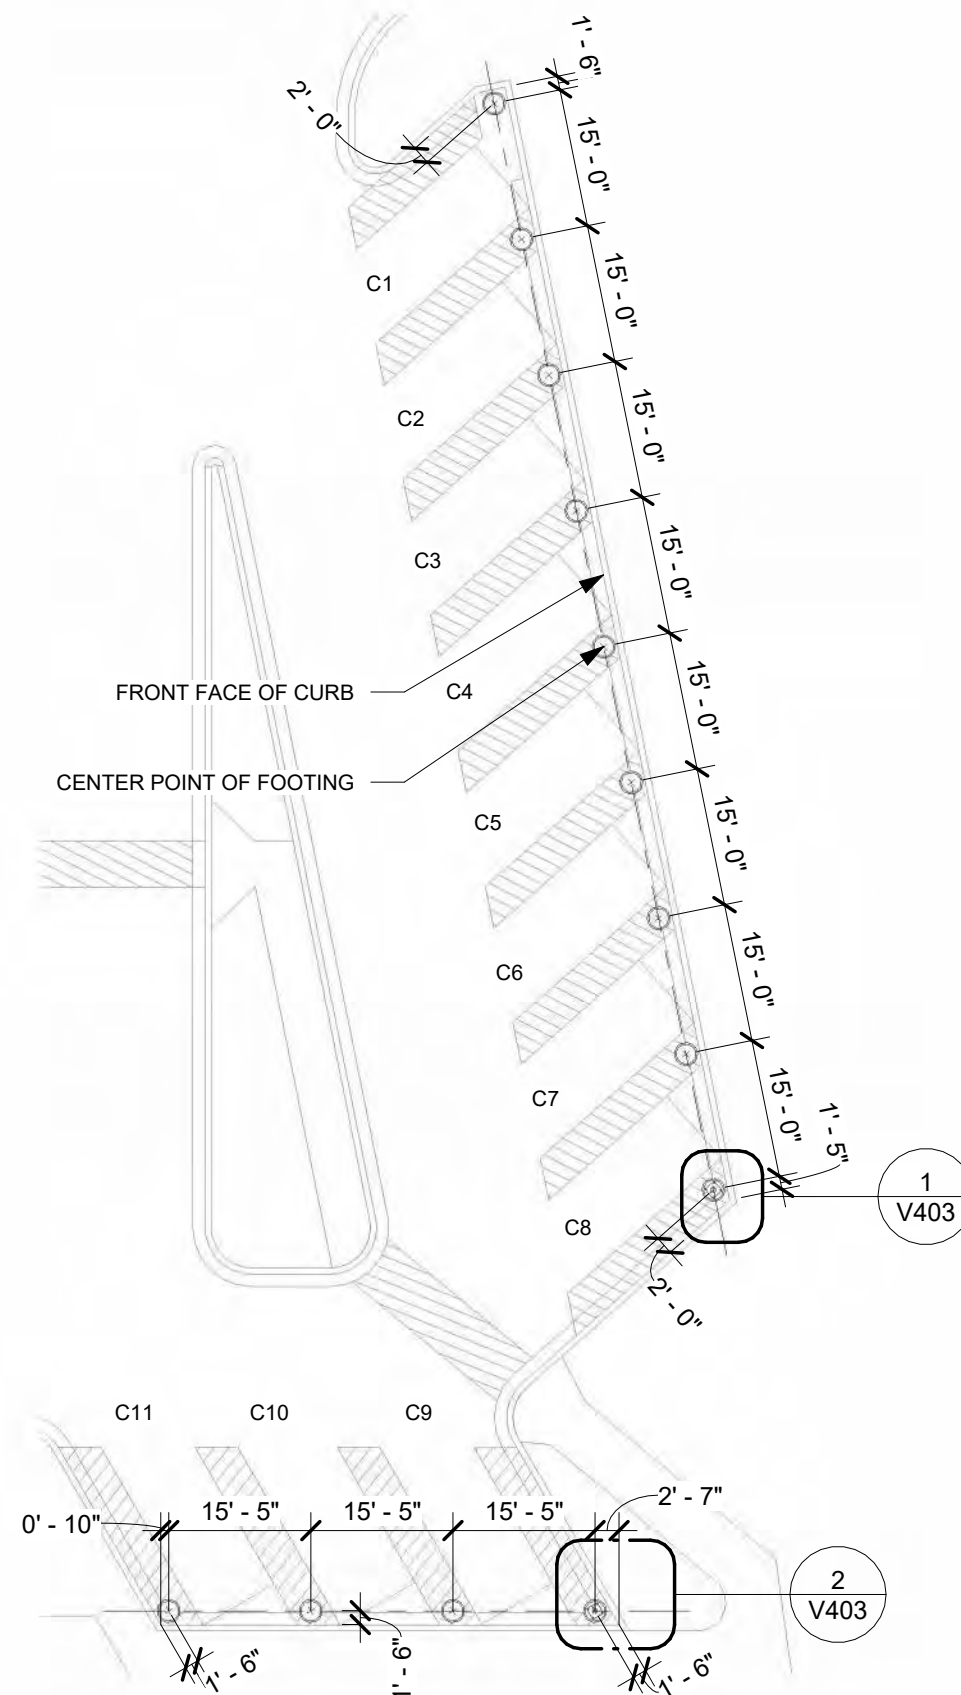 1' - 6"
2' - 0"
15' - 0"
15' - 0"
C1
15' - 0"
C2
15' - 0"
C3
FRONT FACE OF CURB
C4
15' - 0"
CENTER POINT OF FOOTING
C5
15' - 0"
C6
15' - 0"
C7
15' - 0"
1' - 5"
1
V403
C8
2' - 0"
C11
C10
C9
0' - 10"
15' - 5"
15' - 5"
15' - 5"
2' - 7"
2
V403
1' - 6"
1' - 6"
1' - 6"